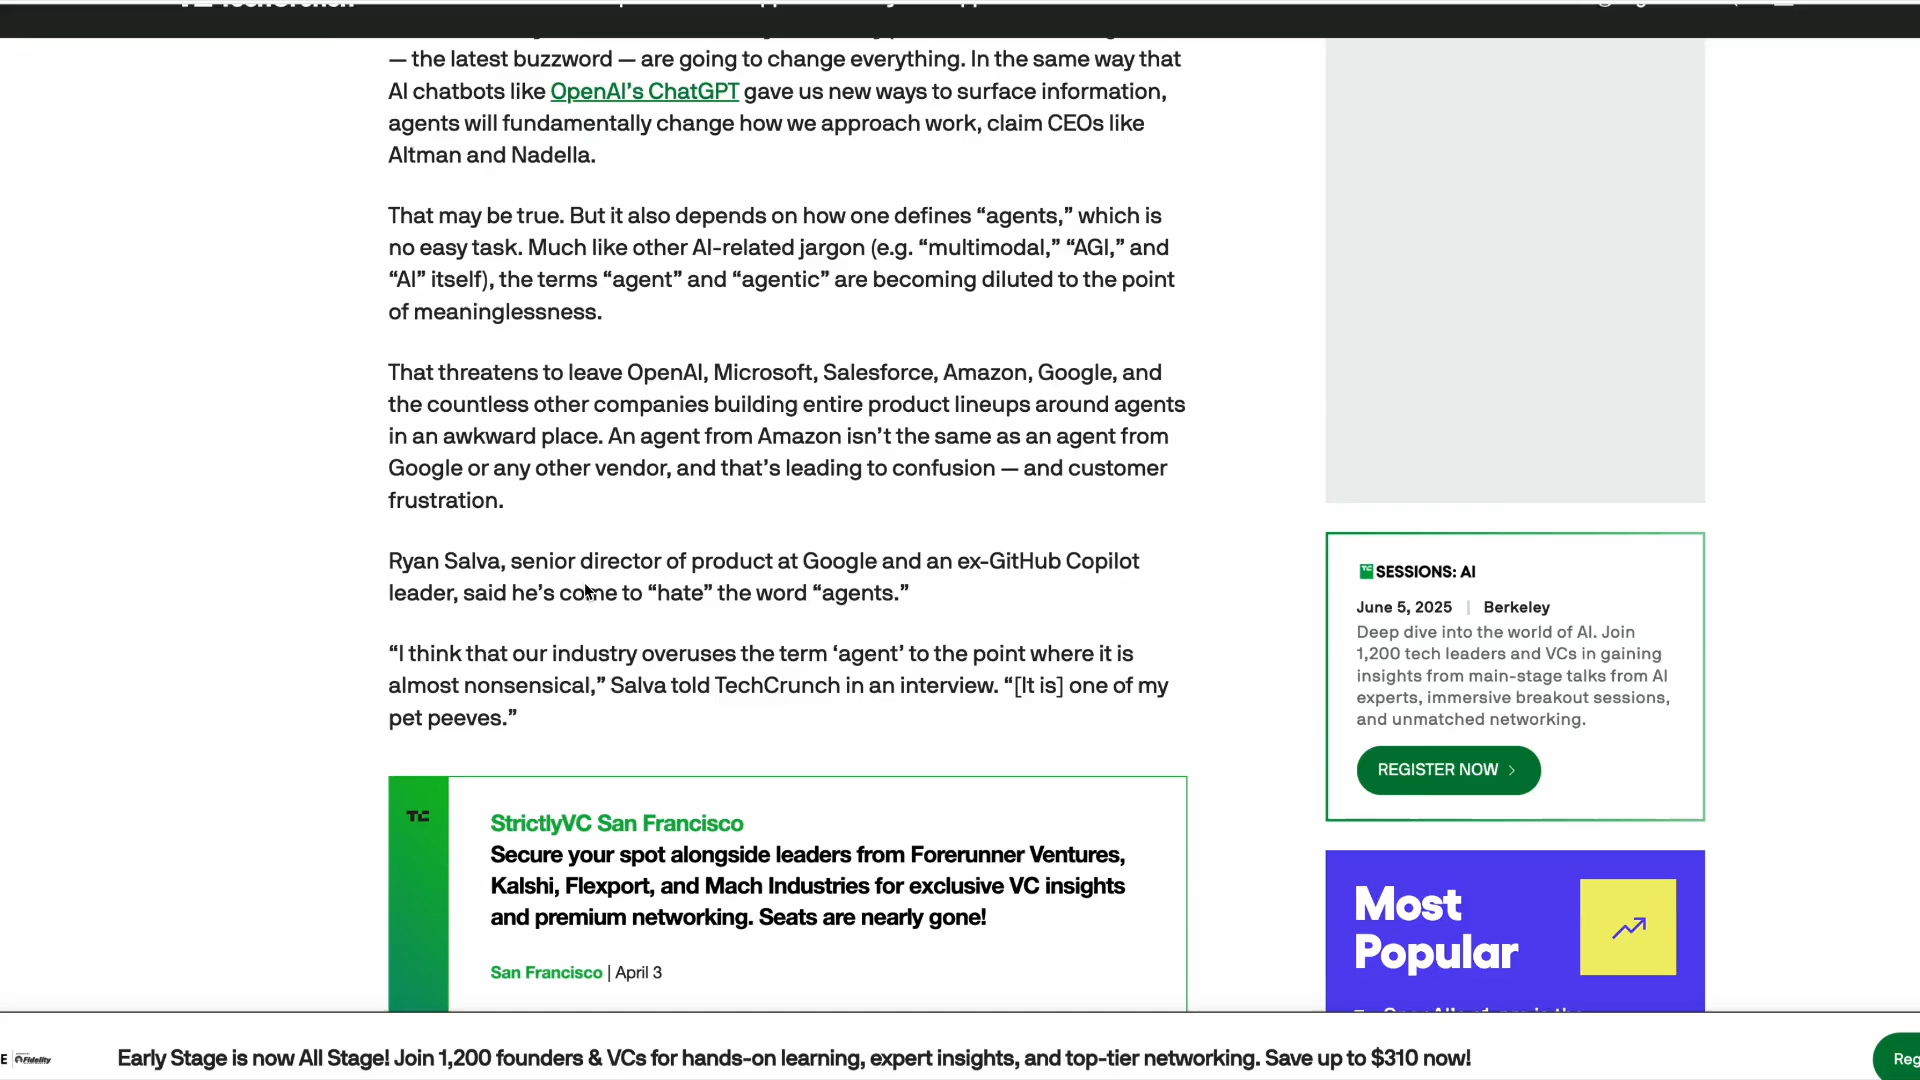 — the latest buzzword — are going to change everything. In the same way that
AI chatbots like OpenAI’s ChatGPT gave us new ways to surface information,
agents will fundamentally change how we approach work, claim CEOs like
Altman and Nadella.
That may be true. But it also depends on how one defines “agents,” which is
no easy task. Much like other AI-related jargon (e.g. “multimodal,” “AGI,” and
“AI” itself), the terms “agent” and “agentic” are becoming diluted to the point
of meaninglessness.
That threatens to leave OpenAI, Microsoft, Salesforce, Amazon, Google, and
the countless other companies building entire product lineups around agents
in an awkward place. An agent from Amazon isn’t the same as an agent from
Google or any other vendor, and that’s leading to confusion — and customer
frustration.
Ryan Salva, senior director of product at Google and an ex-GitHub Copilot
leader, said he’s come to “hate” the word “agents.”
“I think that our industry overuses the term ‘agent’ to the point where it is
almost nonsensical,” Salva told TechCrunch in an interview. “[It is] one of my
pet peeves.”
TC
StrictlyVC San Francisco
Secure your spot alongside leaders from Forerunner Ventures,
Kalshi, Flexport, and Mach Industries for exclusive VC insights
and premium networking. Seats are nearly gone!
San Francisco | April 3
TC SESSIONS: AI
June 5, 2025 | Berkeley
Deep dive into the world of AI. Join
1,200 tech leaders and VCs in gaining
insights from main-stage talks from AI
experts, immersive breakout sessions,
and unmatched networking.
REGISTER NOW
Most
Popular
E | Fidelity
Early Stage is now All Stage! Join 1,200 founders & VCs for hands-on learning, expert insights, and top-tier networking. Save up to $310 now!
Reg